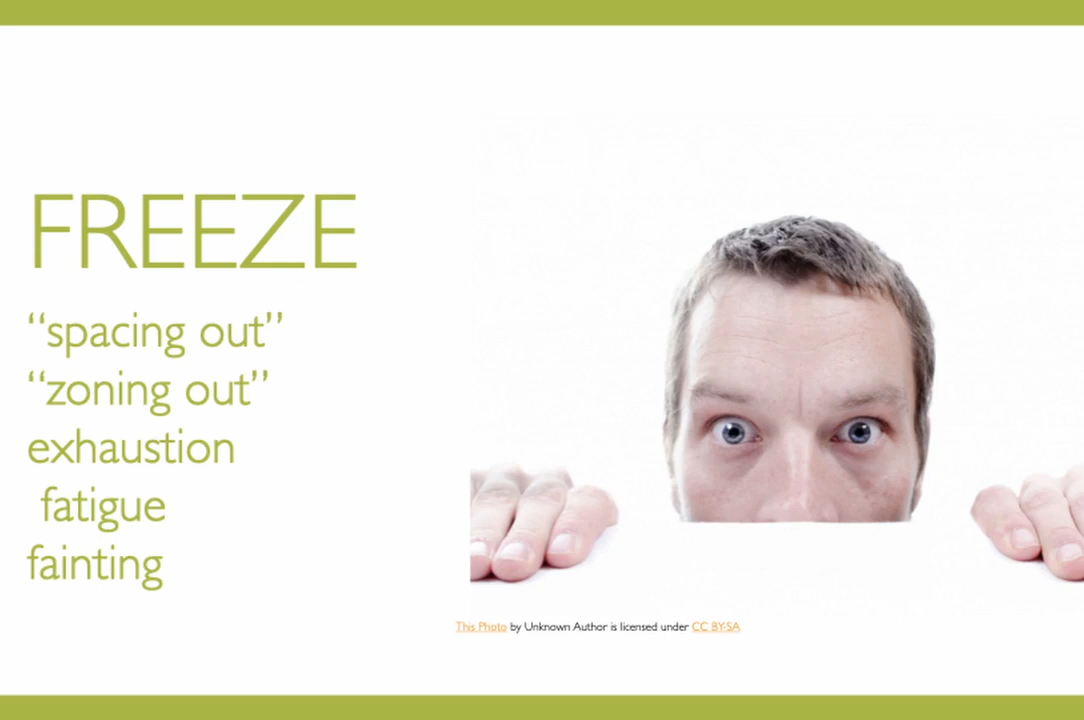 FREEZE
“spacing out”
“zoning out”
exhaustion
fatigue
fainting
This Photo by Unknown Author is licensed under CC BY-SA